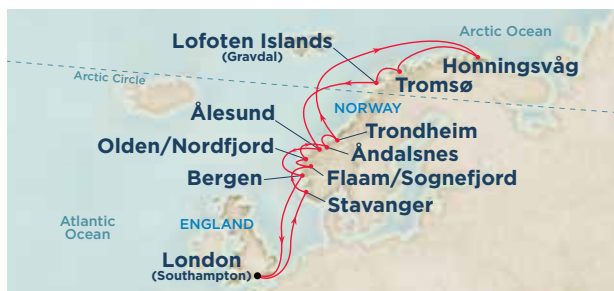 Arctic Ocean
Lofoten Islands
(Gravdal)
Honningsvåg
Tromsø
Arctic Circle
NORWAY
Ålesund
Trondheim
Olden/Nordfjord
Åndalsnes
Bergen
Flaam/Sognefjord
Stavanger
Atlantic
Ocean
ENGLAND
London
(Southampton)